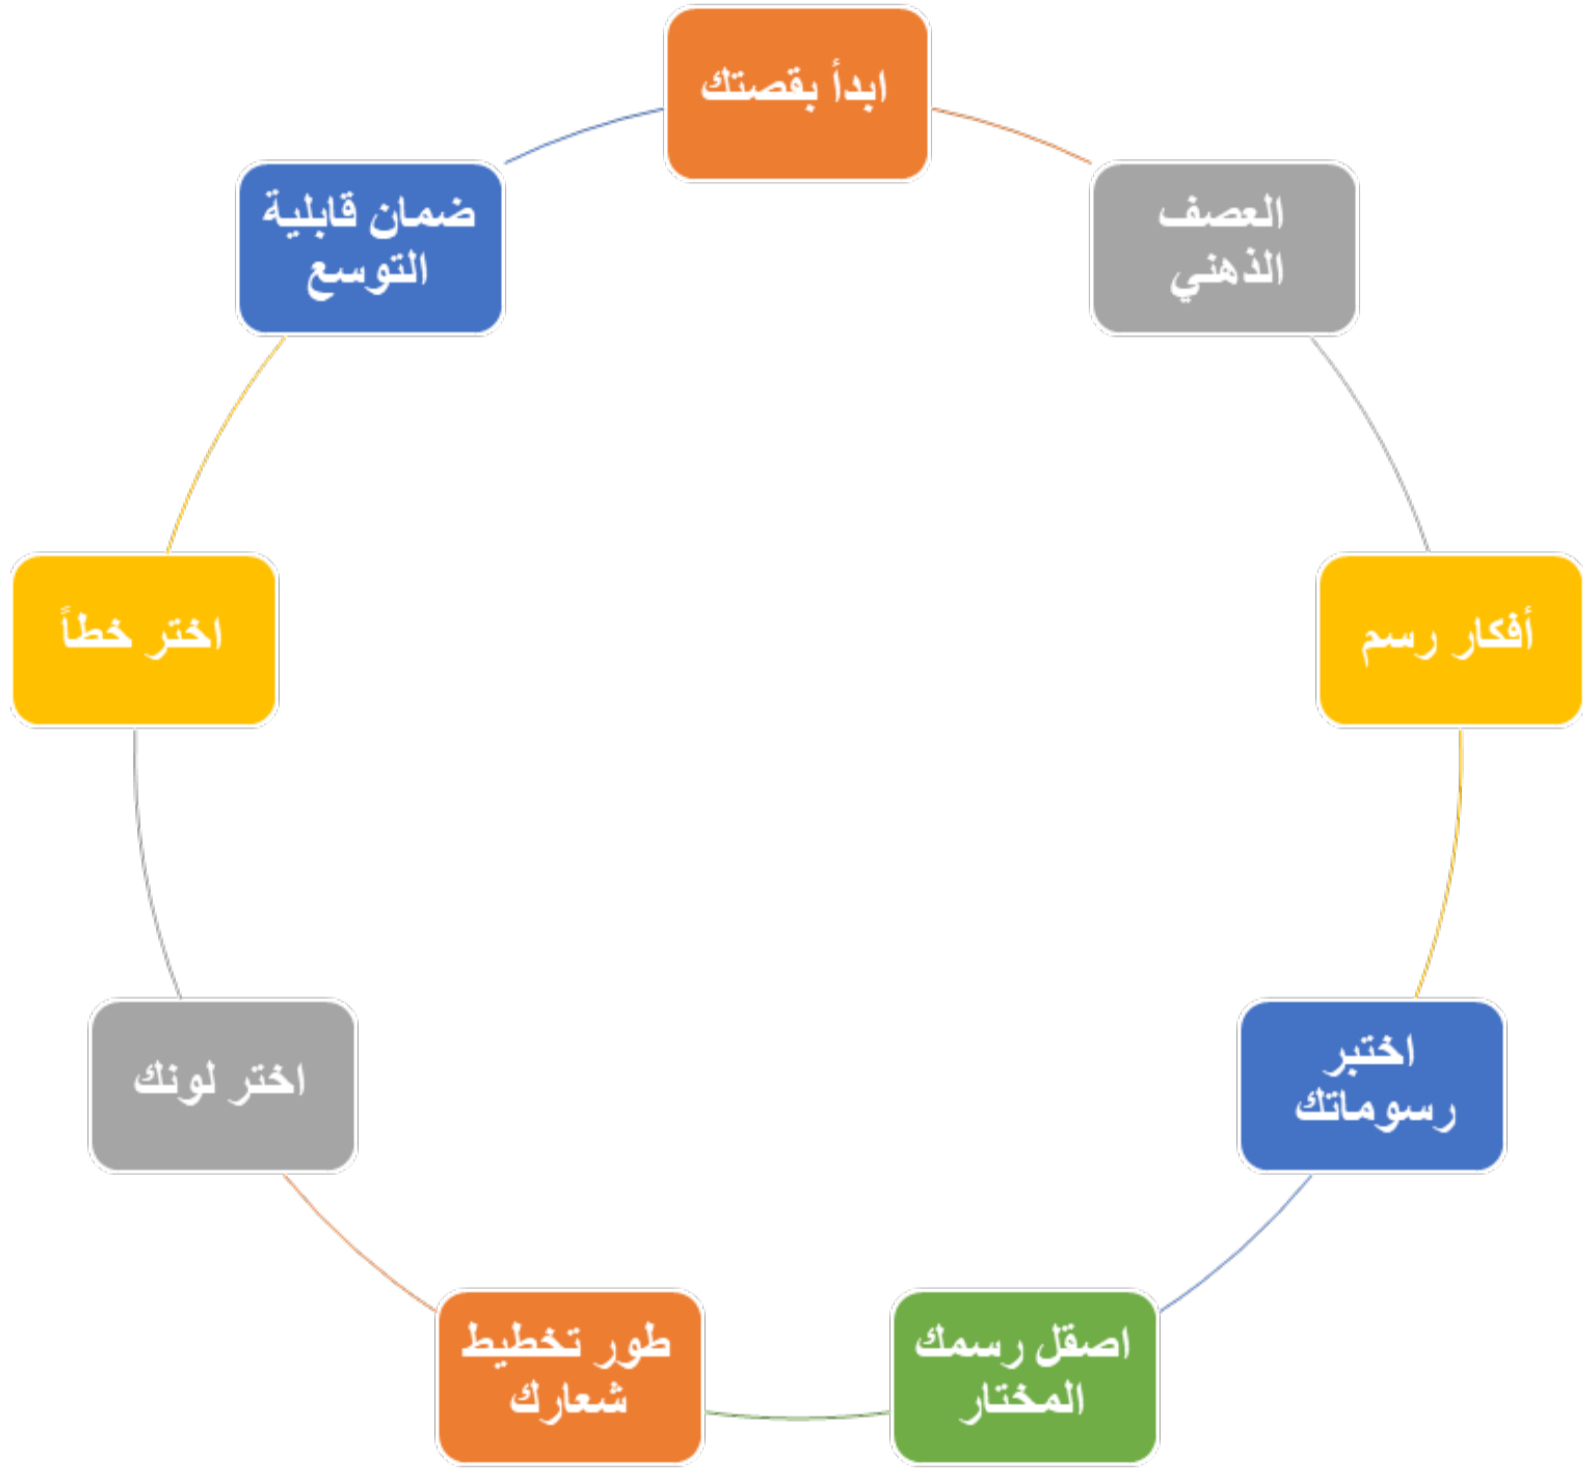 ابدأ بقصتك
العصف
الذهني
أفكار رسم
اختبر
رسوماتك
اصقل رسمك
المختار
طور تخطيط
شعارك
اختر لونك
اختر خطاً
ضمان قابلية
التوسع